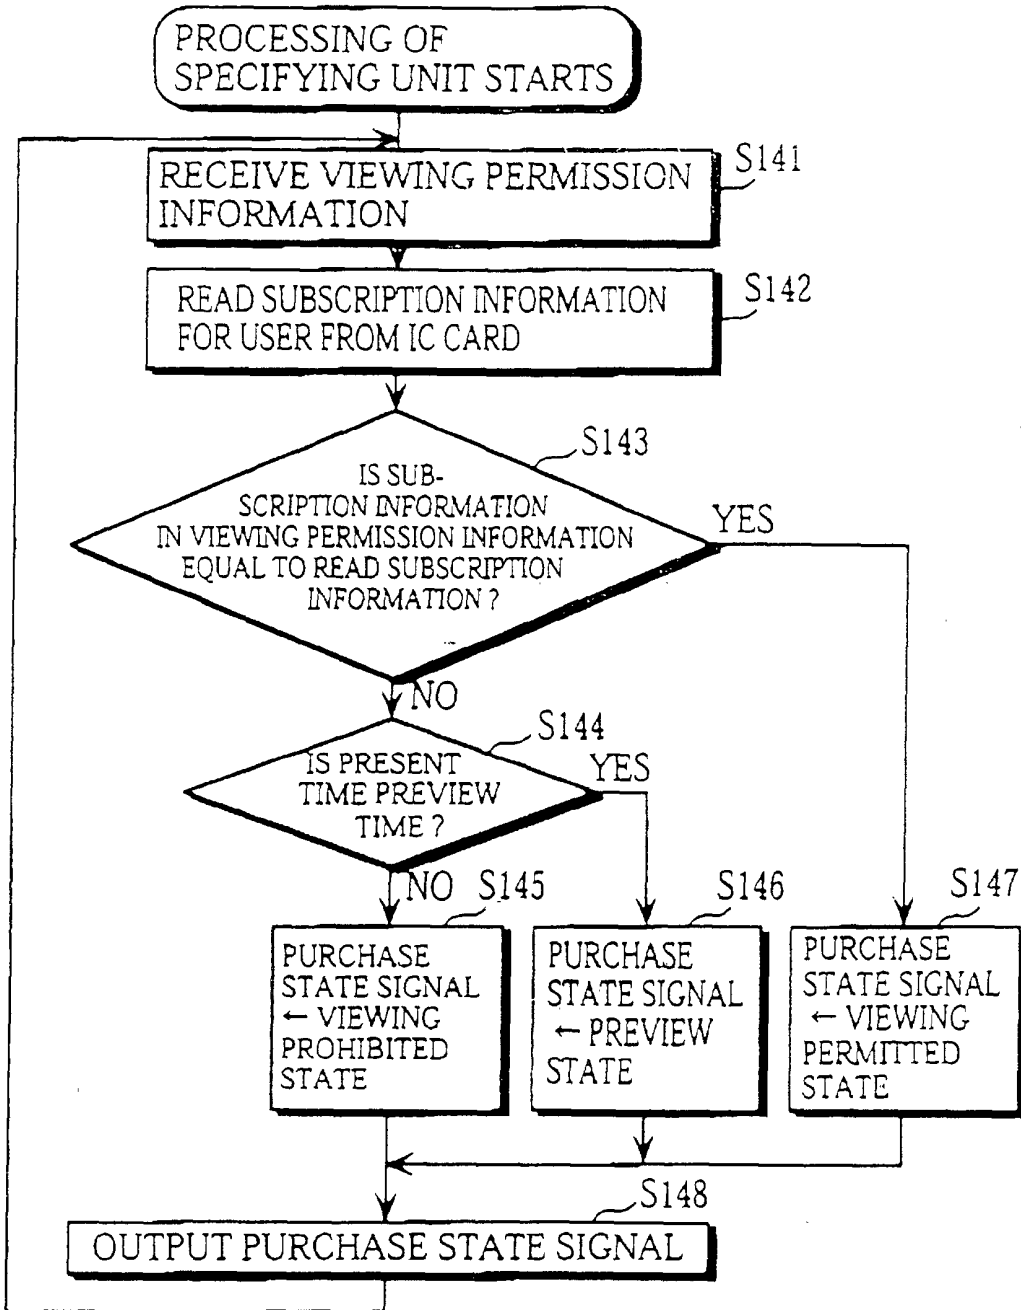 PROCESSING OF
SPECIFYING UNIT STARTS
S141
RECEIVE VIEWING PERMISSION
INFORMATION
S142
READ SUBSCRIPTION INFORMATION
FOR USER FROM IC CARD
S143
IS SUB-
SCRIPTION INFORMATION
IN VIEWING PERMISSION INFORMATION
EQUAL TO READ SUBSCRIPTION
INFORMATION ?
YES
NO
S144
IS PRESENT
TIME PREVIEW
TIME ?
YES
NO
S145
PURCHASE
STATE SIGNAL
← VIEWING
PROHIBITED
STATE
S146
PURCHASE
STATE SIGNAL
← PREVIEW
STATE
S147
PURCHASE
STATE SIGNAL
← VIEWING
PERMITTED
STATE
S148
OUTPUT PURCHASE STATE SIGNAL